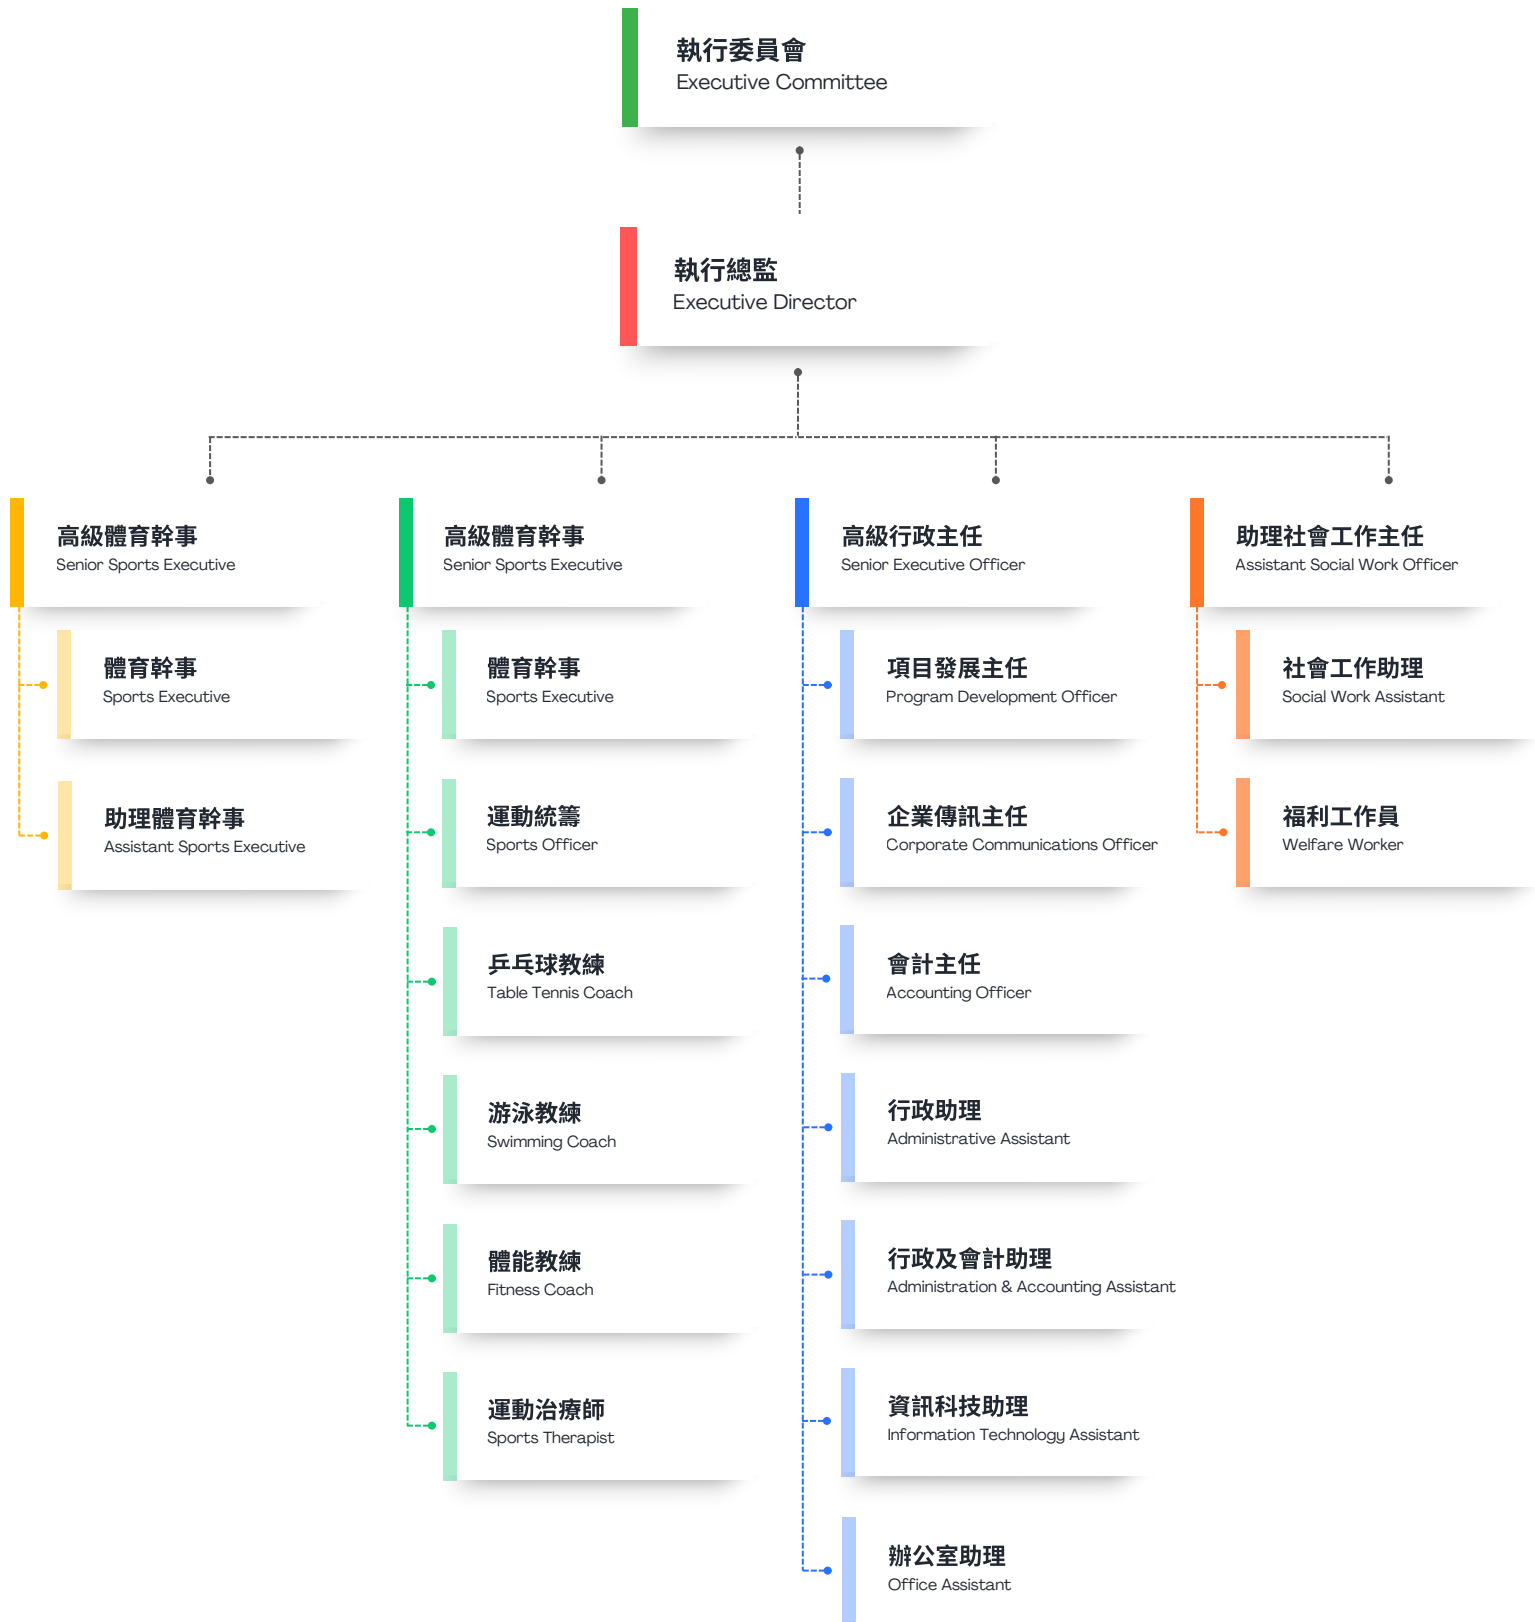 執行委員會
Executive Committee
執行總監
Executive Director
高級體育幹事
Senior Sports Executive
體育幹事
Sports Executive
助理體育幹事
Assistant Sports Executive
高級體育幹事
Senior Sports Executive
體育幹事
Sports Executive
運動統籌
Sports Officer
乒乓球教練
Table Tennis Coach
游泳教練
Swimming Coach
體能教練
Fitness Coach
運動治療師
Sports Therapist
高級行政主任
Senior Executive Officer
項目發展主任
Program Development Officer
企業傳訊主任
Corporate Communications Officer
會計主任
Accounting Officer
行政助理
Administrative Assistant
行政及會計助理
Administration & Accounting Assistant
資訊科技助理
Information Technology Assistant
辦公室助理
Office Assistant
助理社會工作主任
Assistant Social Work Officer
社會工作助理
Social Work Assistant
福利工作員
Welfare Worker